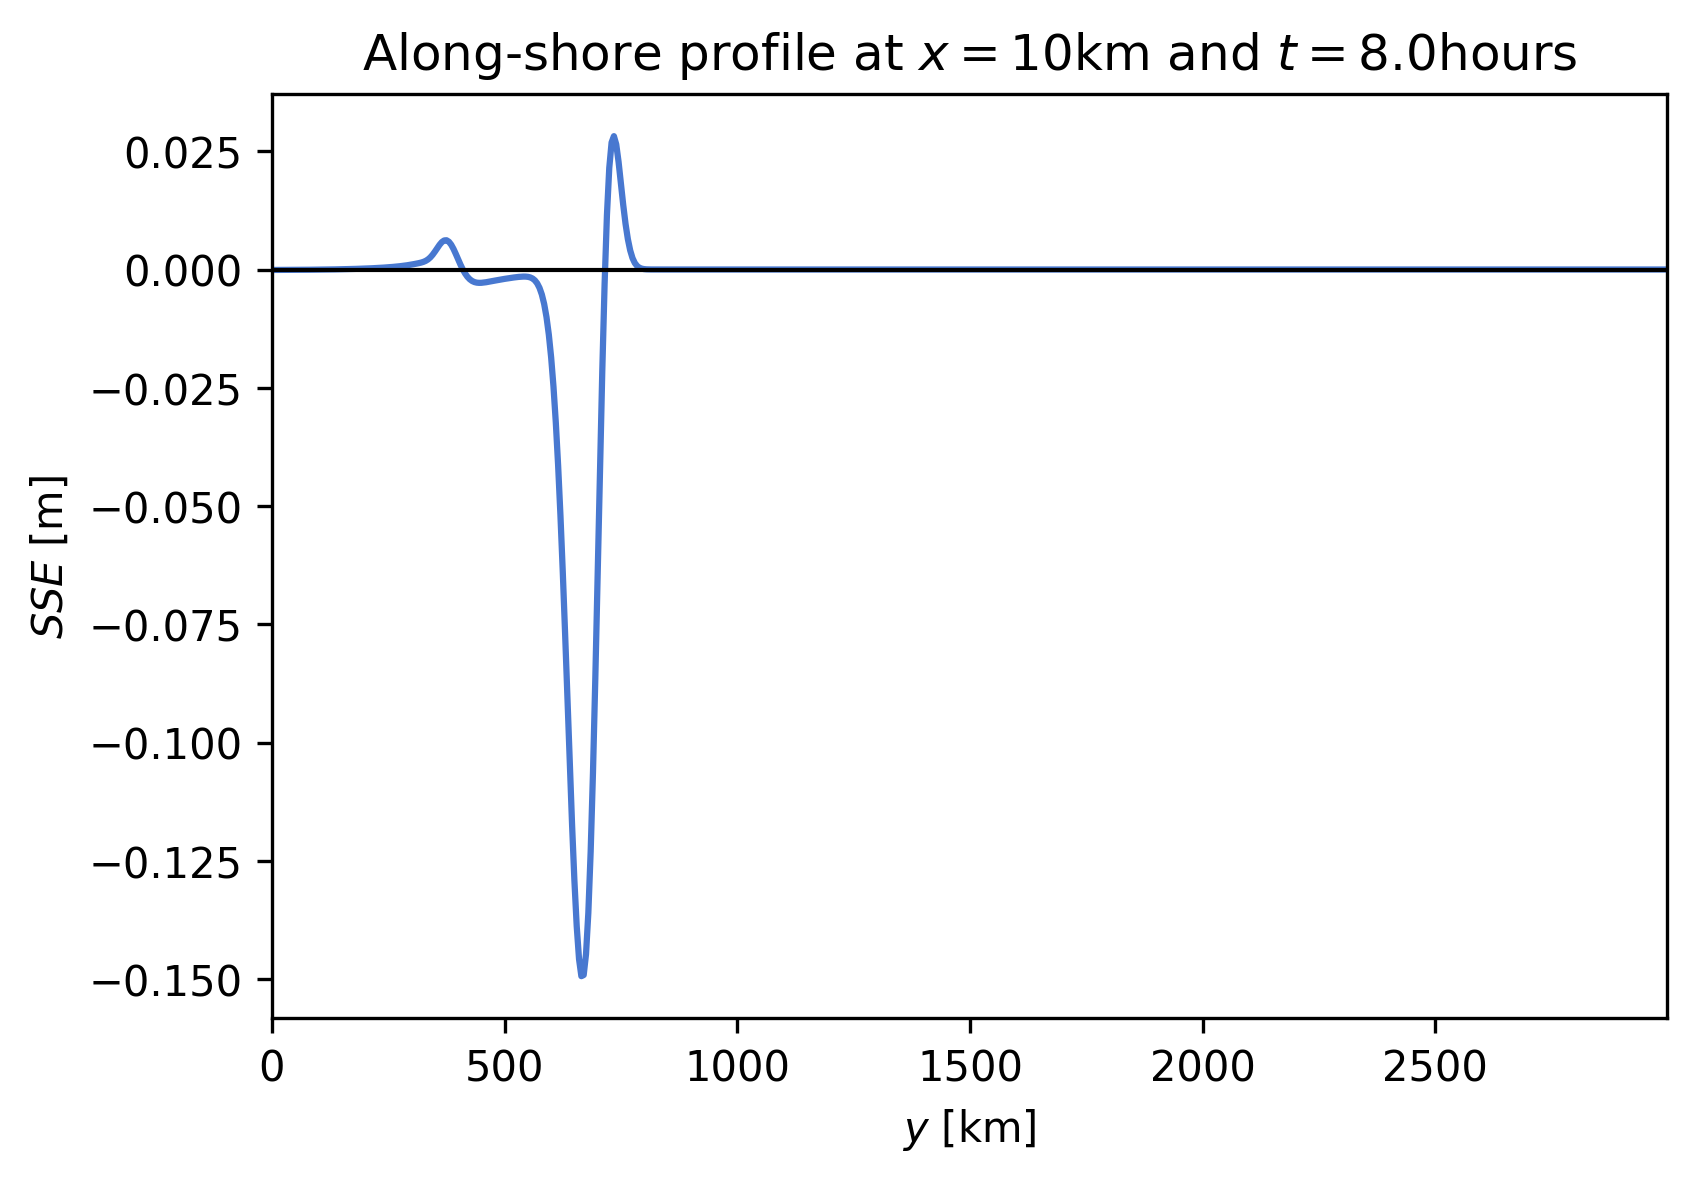 Along-shore profile at x = 10km and t = 8.0hours
0.025
0.000
−0.025
−0.050
−0.075
−0.100
−0.125
−0.150
SSE [m]
0 500 1000 1500 2000 2500
y [km]